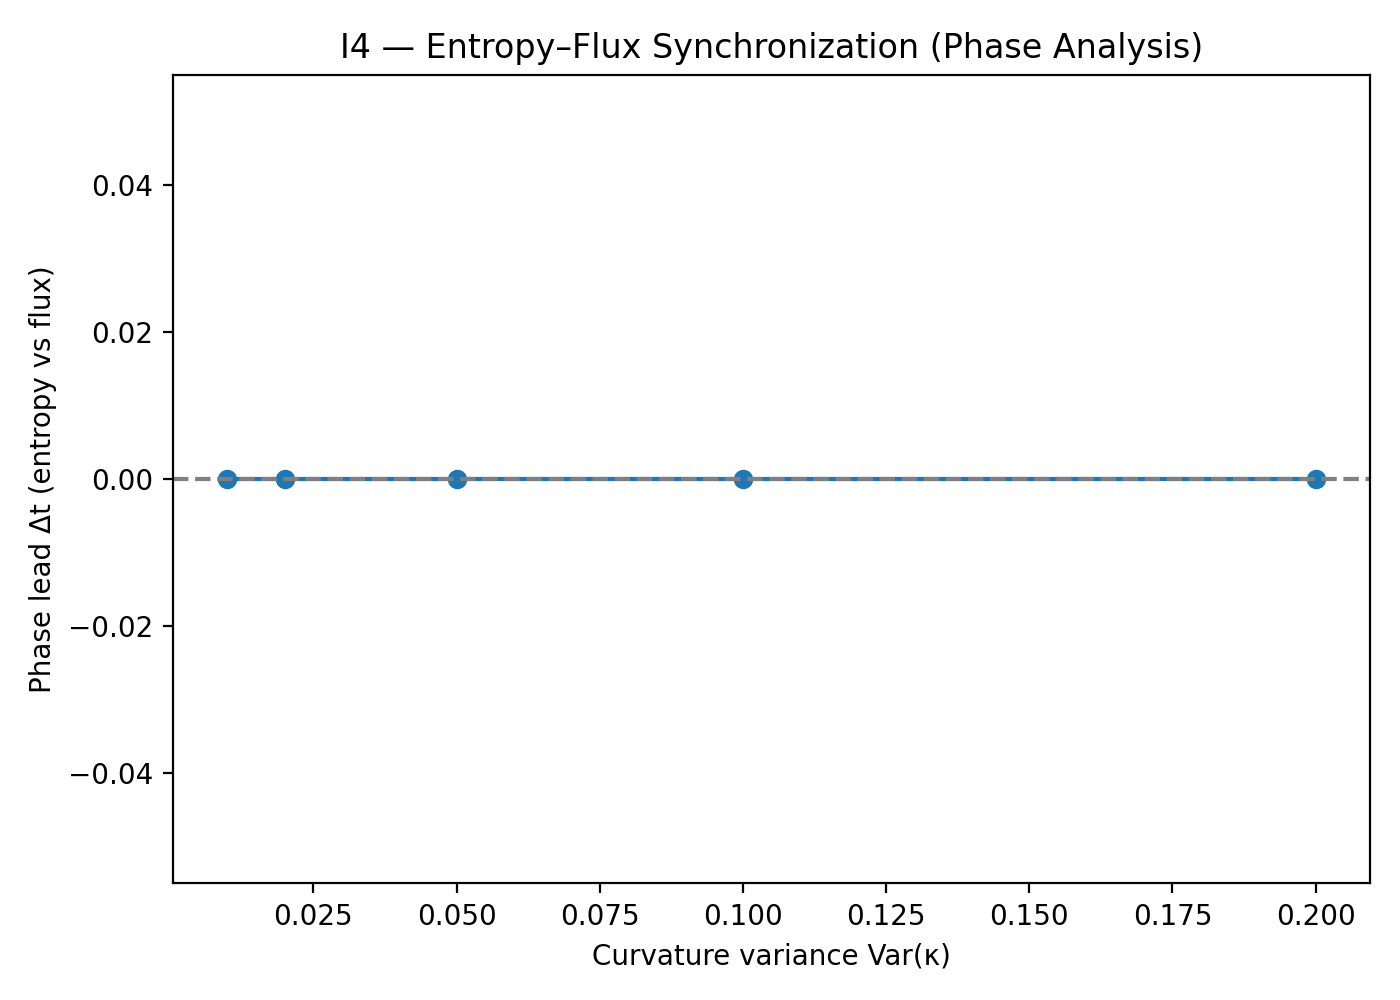 I4 — Entropy–Flux Synchronization (Phase Analysis)
Phase lead Δt (entropy vs flux)
0.04
0.02
0.00
−0.02
−0.04
0.025 0.050 0.075 0.100 0.125 0.150 0.175 0.200
Curvature variance Var(κ)